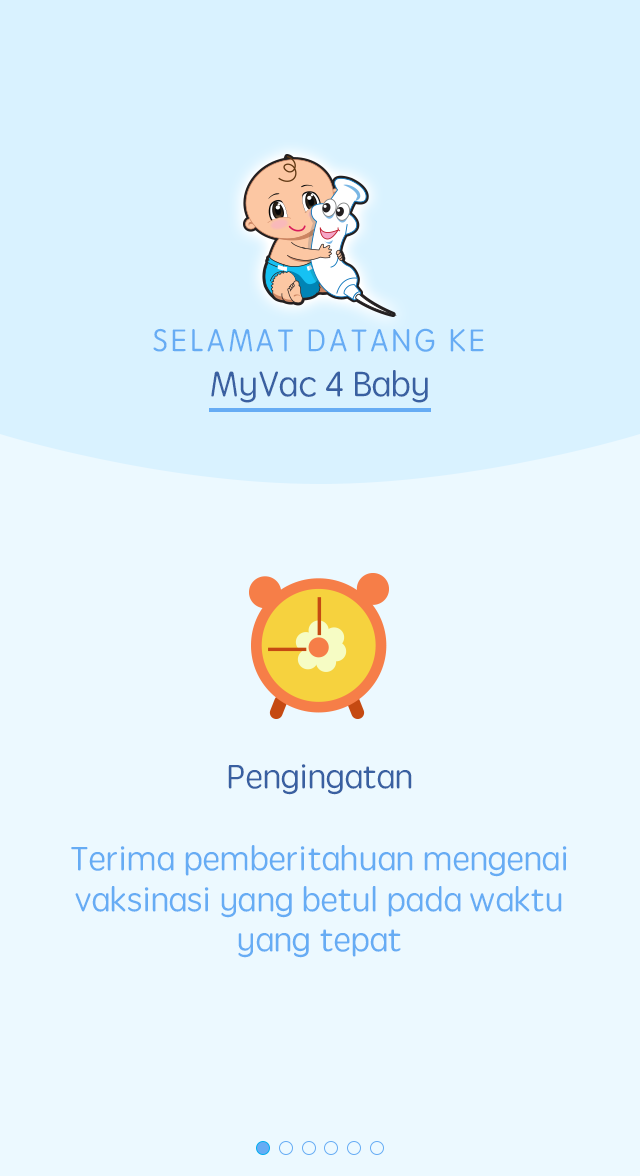 SELAMAT DATANG KE
MyVac 4 Baby
Pengingatan
Terima pemberitahuan mengenai
vaksinasi yang betul pada waktu
yang tepat